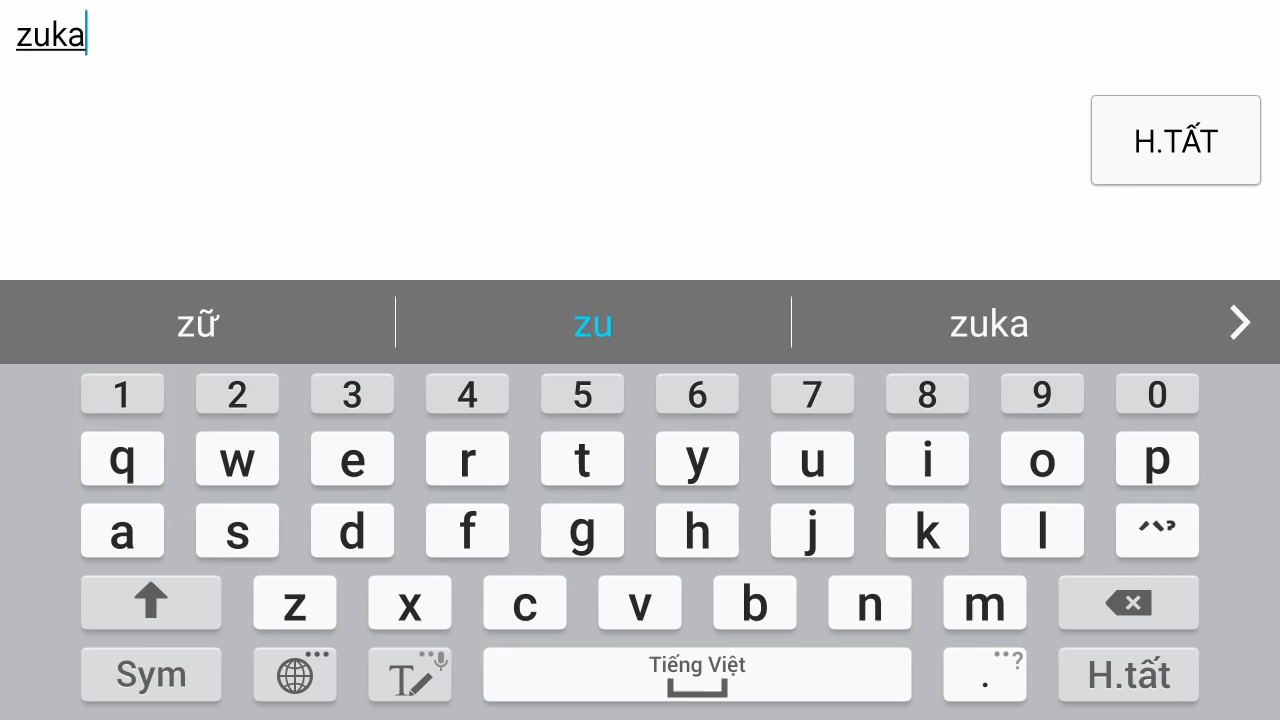 zuka
H.TẤT
zữ zu zuka
1 2 3 4 5 6 7 8 9 0
q w e r t y u i o p
a s d f g h j k l
z x c v b n m
Sym T Tiếng Việt . ? H.tất